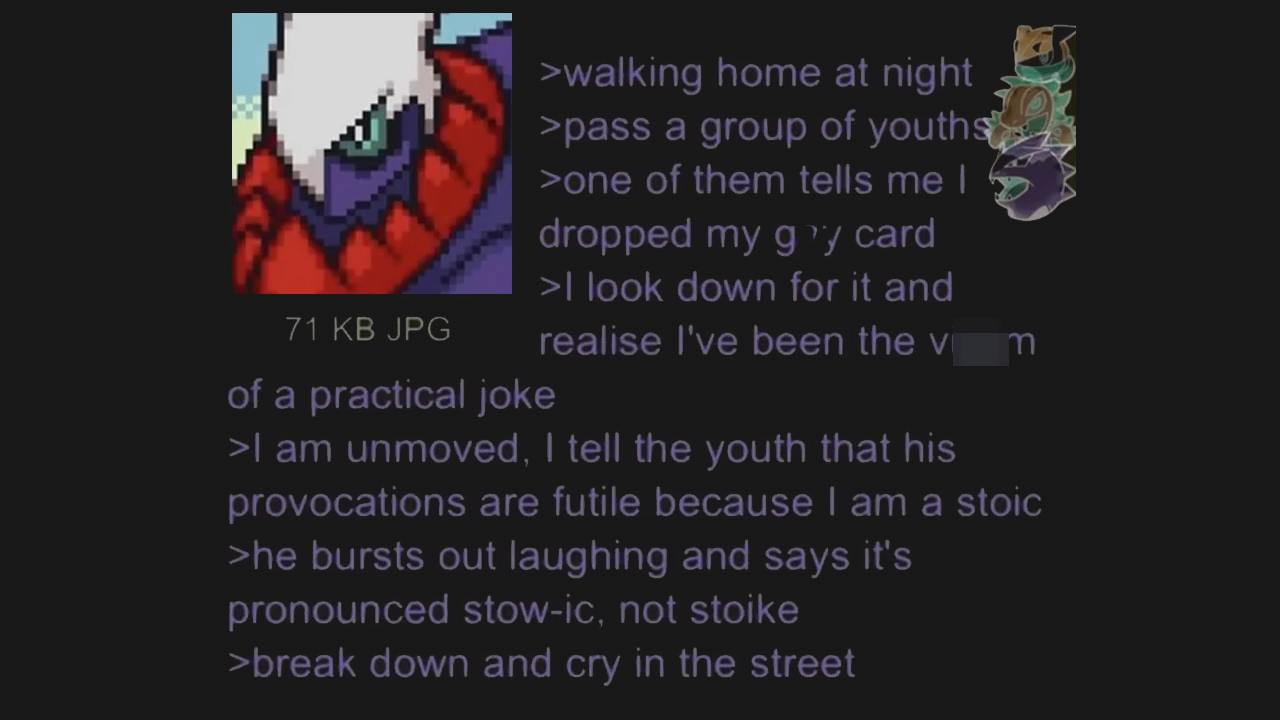 >walking home at night
>pass a group of youths
>one of them tells me I
dropped my card
>I look down for it and
71 KB JPG
realise I've been the
of a practical joke
>I am unmoved, I tell the youth that his
provocations are futile because I am a stoic
>he bursts out laughing and says it's
pronounced stow-ic, not stoike
>break down and cry in the street